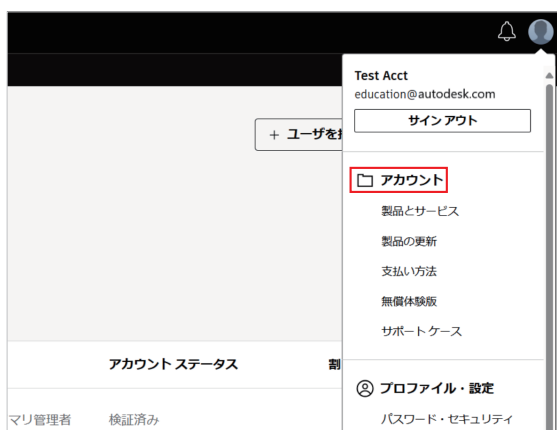 Test Acct
education@autodesk.com
サイン アウト
+ ユーザを
アカウント
製品とサービス
製品の更新
支払い方法
無償体験版
サポート ケース
アカウント ステータス
割
プロファイル・設定
マリ管理者
検証済み
パスワード・セキュリティ